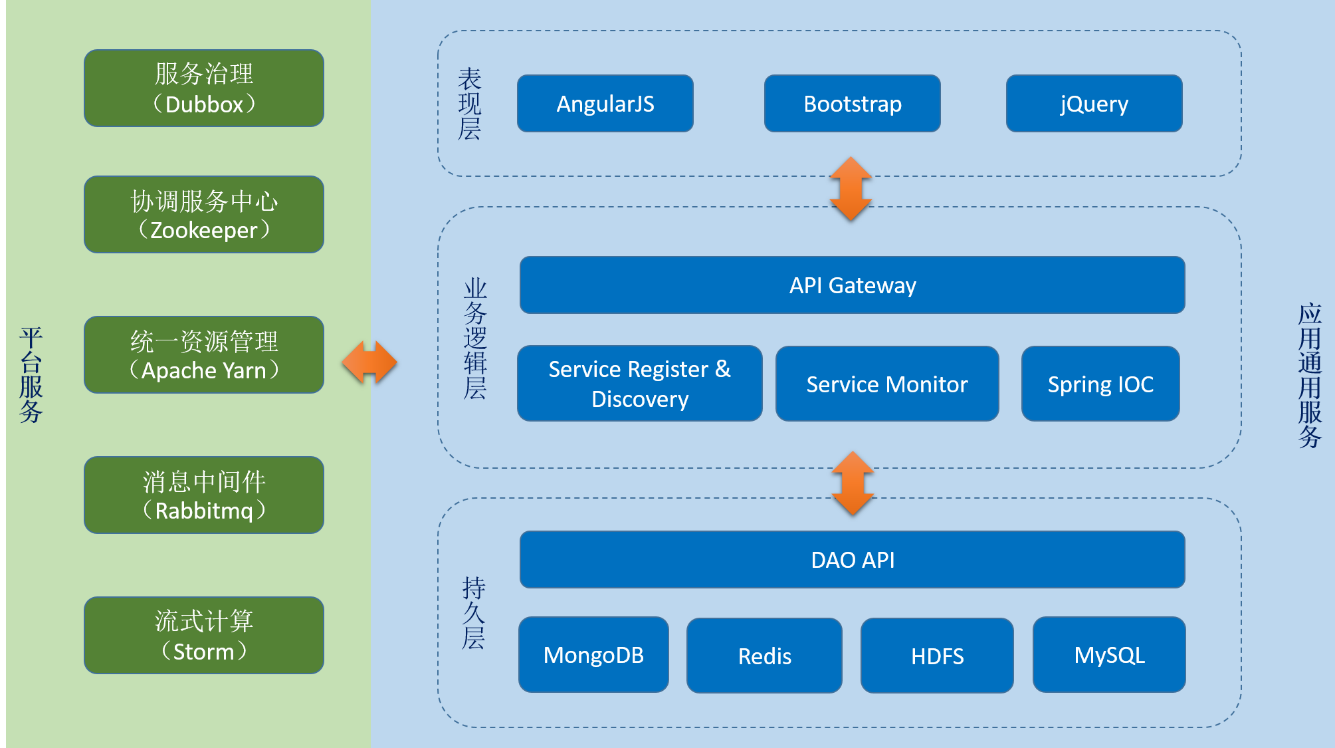 平台服务
服务治理
（Dubbox）
协调服务中心
（Zookeeper）
统一资源管理
（Apache Yarn）
消息中间件
（Rabbitmq）
流式计算
（Storm）
表现层
AngularJS
Bootstrap
jQuery
业务逻辑层
API Gateway
Service Register &
Discovery
Service Monitor
Spring IOC
持久层
DAO API
MongoDB
Redis
HDFS
MySQL
应用通用服务